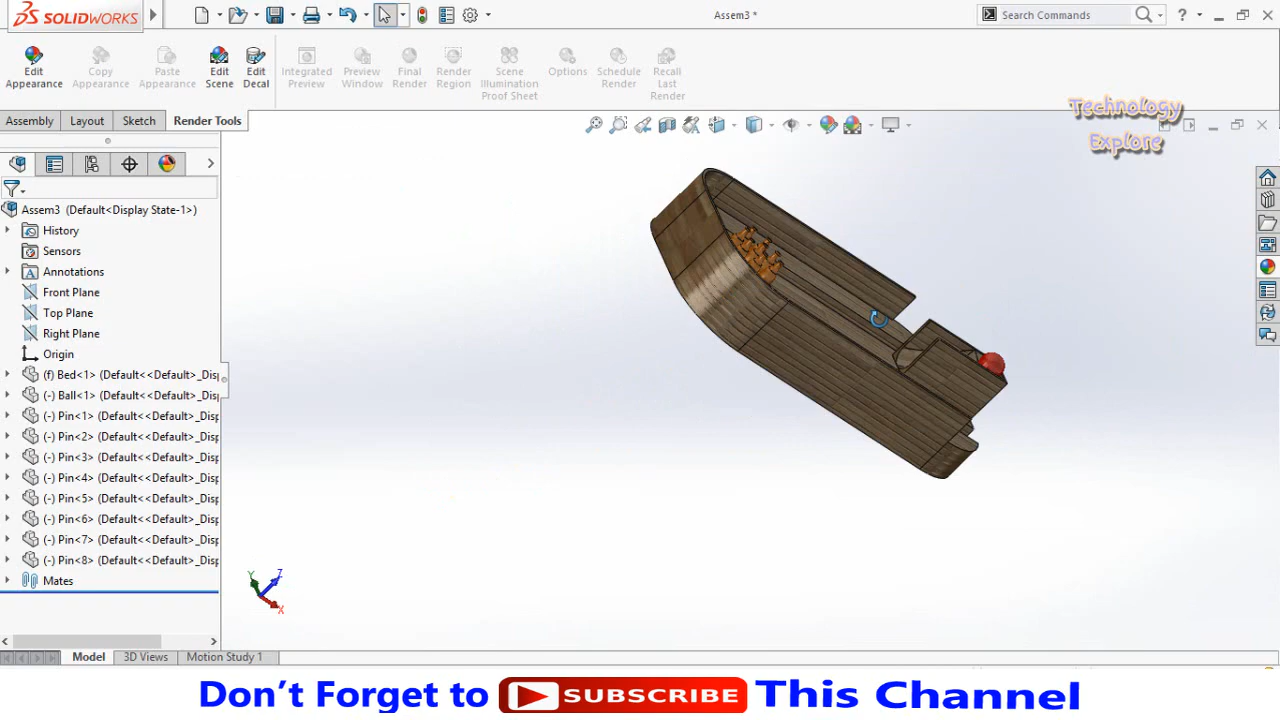 SOLIDWORKS
Assem3 *
Search Commands
?
Edit Appearance
Copy Appearance
Paste Appearance
Edit Scene
Edit Decal
Integrated Preview
Preview Window
Final Render
Render Region
Scene Illumination Proof Sheet
Options
Schedule Render
Recall Last Render
Assembly
Layout
Sketch
Render Tools
Technology
Explore
Assem3 (Default<Display State-1>)
History
Sensors
Annotations
Front Plane
Top Plane
Right Plane
Origin
(f) Bed<1> (Default<<Default>_Disp
(-) Ball<1> (Default<<Default>_Disp
(-) Pin<1> (Default<<Default>_Disp
(-) Pin<2> (Default<<Default>_Disp
(-) Pin<3> (Default<<Default>_Disp
(-) Pin<4> (Default<<Default>_Disp
(-) Pin<5> (Default<<Default>_Disp
(-) Pin<6> (Default<<Default>_Disp
(-) Pin<7> (Default<<Default>_Disp
(-) Pin<8> (Default<<Default>_Disp
Mates
Y
Z
X
Model
3D Views
Motion Study 1
Don't Forget to SUBSCRIBE This Channel